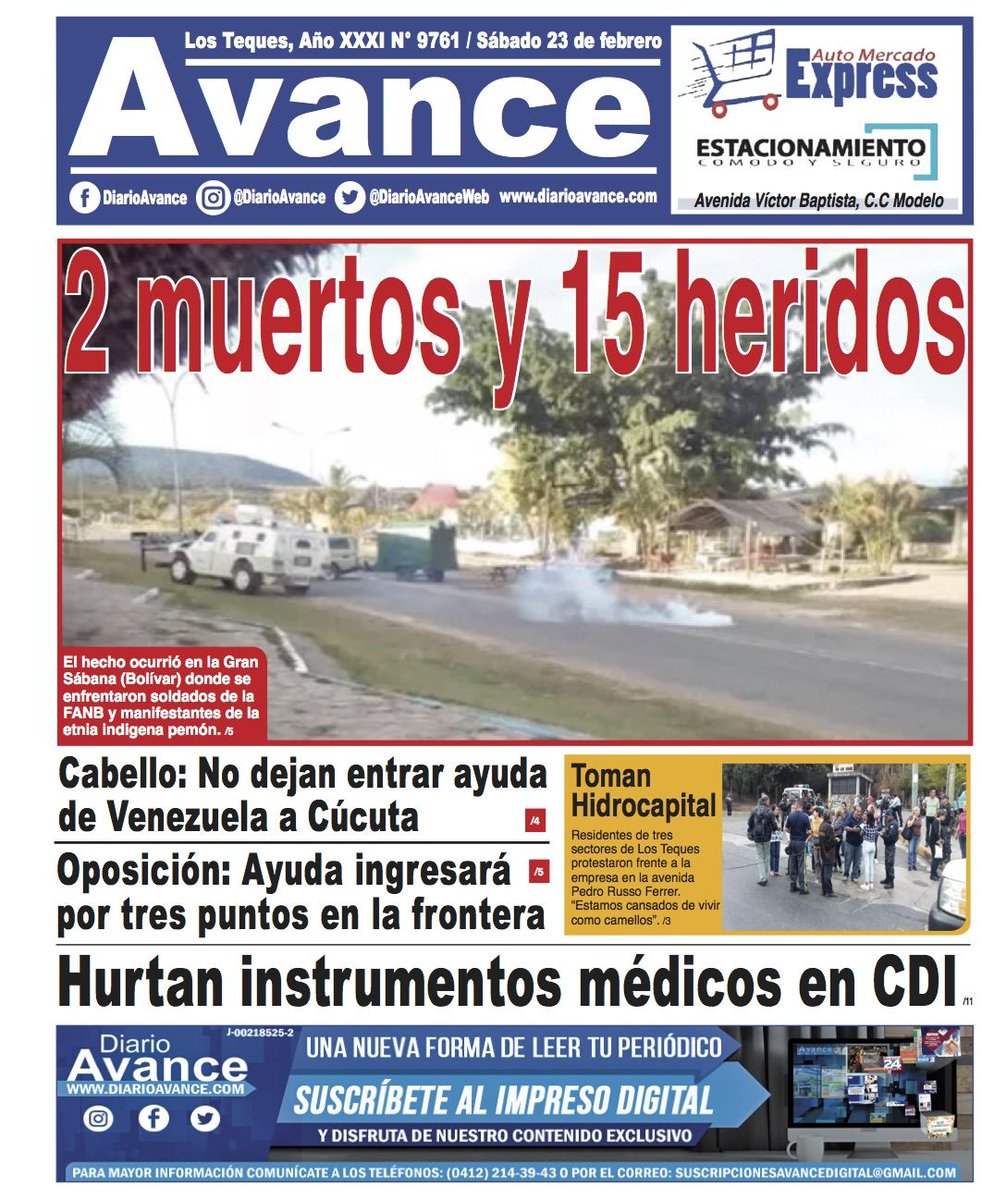 Los Teques, Año XXXI N° 9761 / Sábado 23 de febrero
Avance
DiarioAvance @DiarioAvance @DiarioAvanceWeb www.diarioavance.com
Auto Mercado
Express
ESTACIONAMIENTO
COMODO Y SEGURO
Avenida Víctor Baptista, C.C Modelo
2 muertos y 15 heridos
El hecho ocurrió en la Gran
Sábana (Bolívar) donde se
enfrentaron soldados de la
FANB y manifestantes de la
etnia indigena pemón. /5
Cabello: No dejan entrar ayuda
de Venezuela a Cúcuta
/4
Oposición: Ayuda ingresará
/5
por tres puntos en la frontera
Toman
Hidrocapital
Residentes de tres
sectores de Los Teques
protestaron frente a la
empresa en la avenida
Pedro Russo Ferrer.
“Estamos cansados de vivir
como camellos”. /3
Hurtan instrumentos médicos en CDI /11
J-00218525-2
Diario
Avance
WWW.DIARIOAVANCE.COM
UNA NUEVA FORMA DE LEER TU PERIÓDICO
SUSCRÍBETE AL IMPRESO DIGITAL
Y DISFRUTA DE NUESTRO CONTENIDO EXCLUSIVO
Avance
24
PARA MAYOR INFORMACIÓN COMUNÍCATE A LOS TELÉFONOS: (0412) 214-39-43 O POR EL CORREO: SUSCRIPCIONESAVANCEDIGITAL@GMAIL.COM